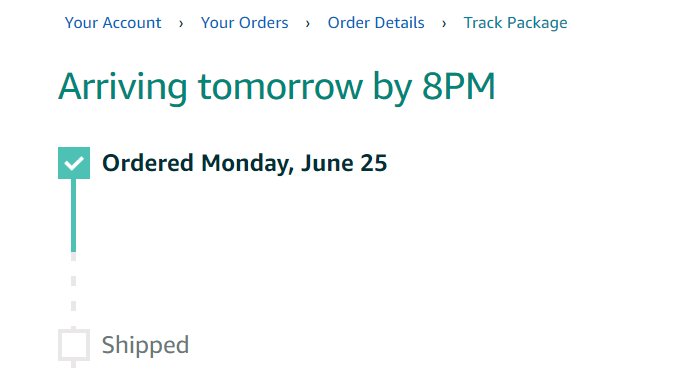 Your Account › Your Orders › Order Details › Track Package
Arriving tomorrow by 8PM
Ordered Monday, June 25
Shipped